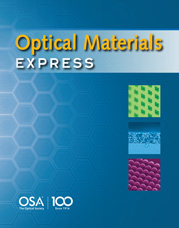 Optical Materials
EXPRESS
OSA 100
The Optical Society Since 1916